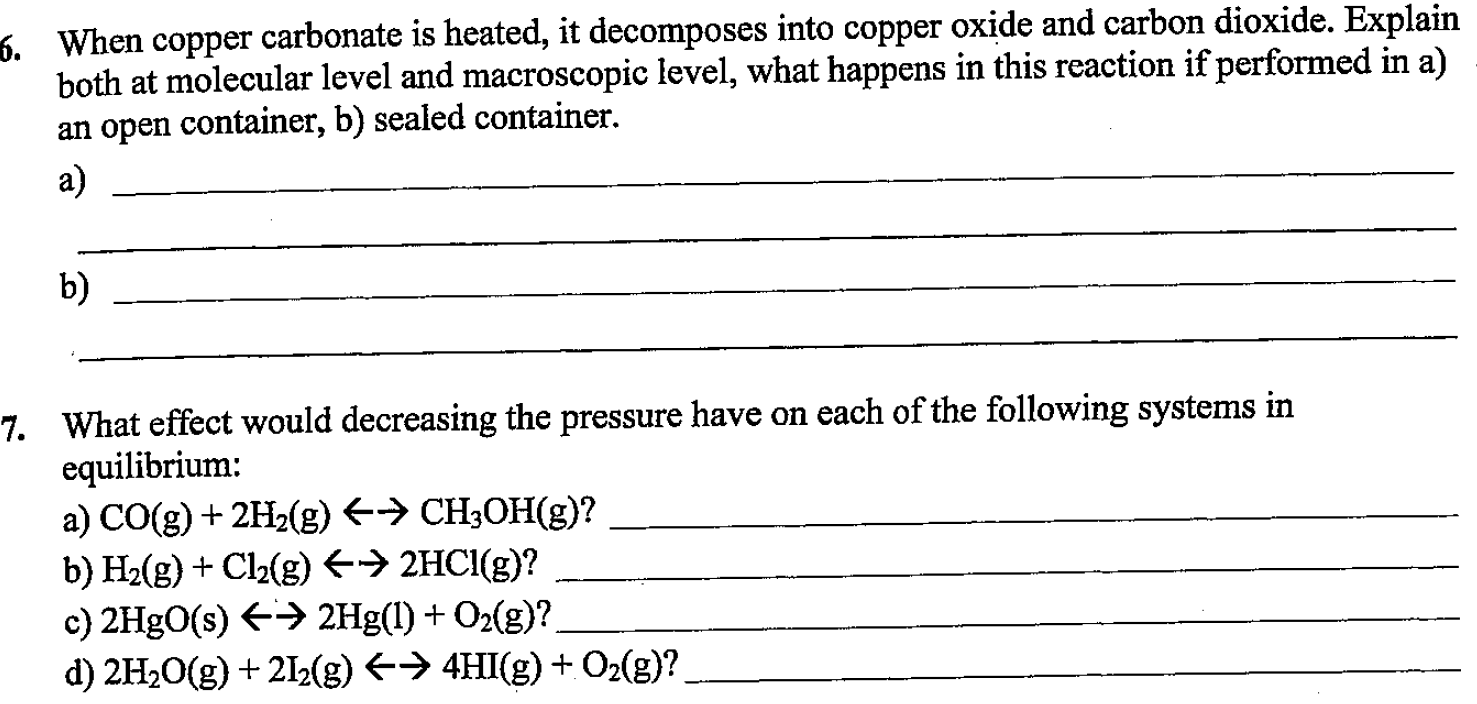 6. When copper carbonate is heated, it decomposes into copper oxide and carbon dioxide. Explain
both at molecular level and macroscopic level, what happens in this reaction if performed in a)
an open container, b) sealed container.
a)
b)
7. What effect would decreasing the pressure have on each of the following systems in
equilibrium:
a) CO(g) + 2H₂(g) ←→ CH₃OH(g)?
b) H₂(g) + Cl₂(g) ←→ 2HCl(g)?
c) 2HgO(s) ←→ 2Hg(l) + O₂(g)?
d) 2H₂O(g) + 2I₂(g) ←→ 4HI(g) + O₂(g)?